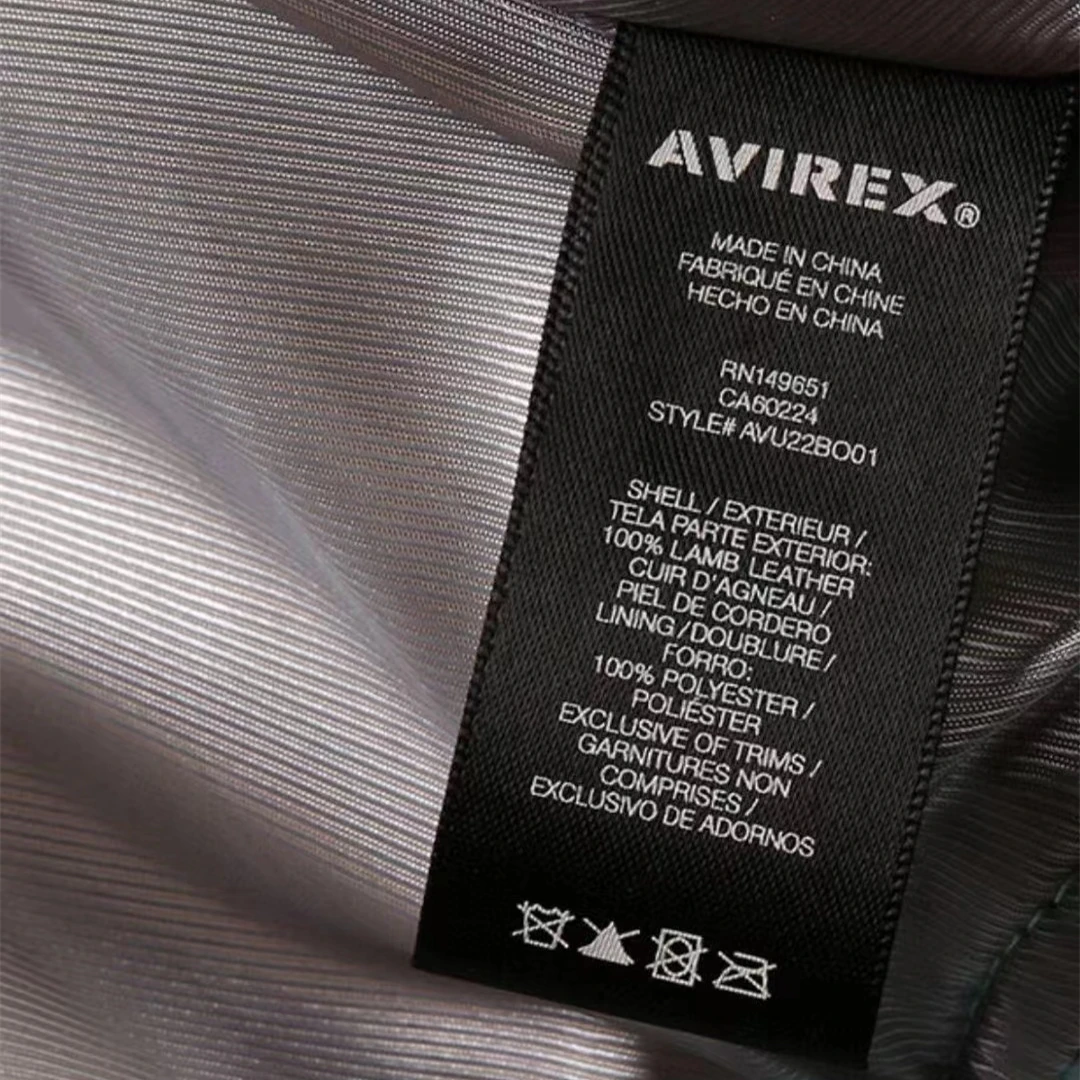 AVIREX®
MADE IN CHINA
FABRIQUÉ EN CHINE
HECHO EN CHINA
RN149651
CA60224
STYLE# AVU22BO01
SHELL / EXTERIEUR /
TELA PARTE EXTERIOR:
100% LAMB LEATHER
CUIR D'AGNEAU /
PIEL DE CORDERO
LINING / DOUBLURE /
FORRO:
100% POLYESTER /
POLIÉSTER
EXCLUSIVE OF TRIMS /
GARNITURES NON
COMPRISES /
EXCLUSIVO DE ADORNOS